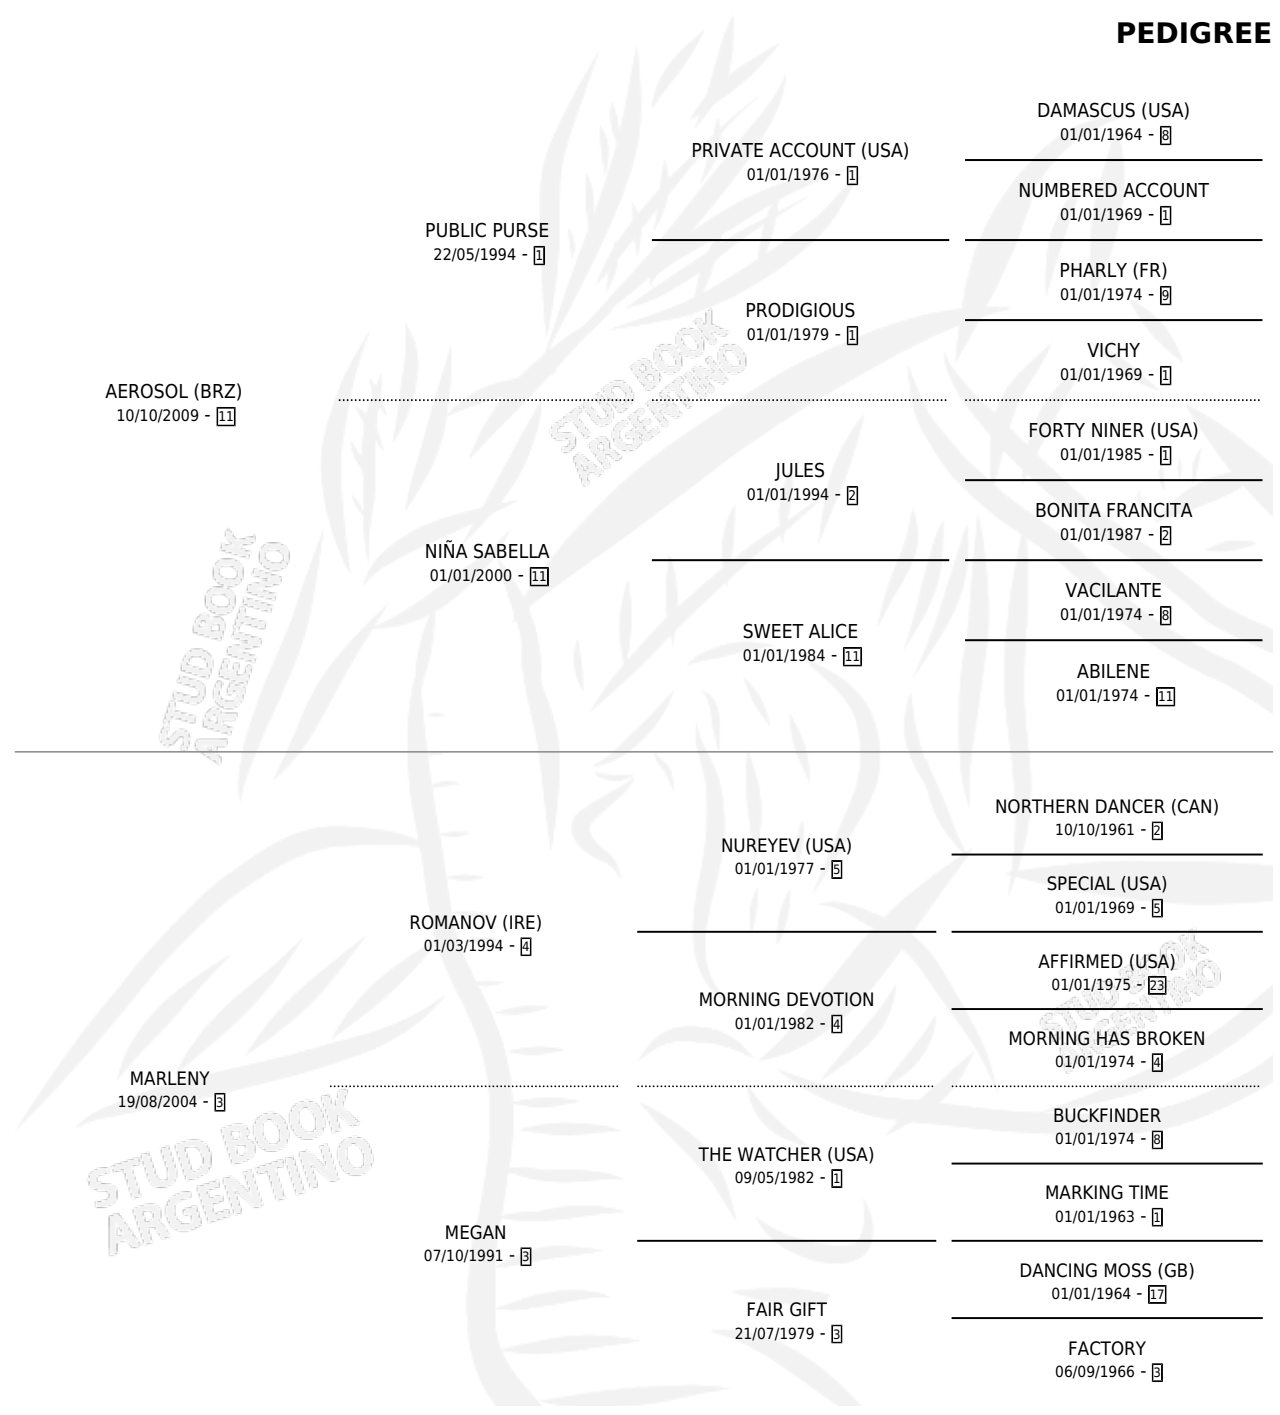 PEDIGREE
DAMASCUS (USA)
01/01/1964 - 8
PRIVATE ACCOUNT (USA)
01/01/1976 - 1
NUMBERED ACCOUNT
01/01/1969 - 1
PUBLIC PURSE
22/05/1994 - 1
PHARLY (FR)
01/01/1974 - 9
PRODIGIOUS
01/01/1979 - 1
VICHY
01/01/1969 - 1
AEROSOL (BRZ)
10/10/2009 - 11
FORTY NINER (USA)
01/01/1985 - 1
JULES
01/01/1994 - 2
BONITA FRANCITA
01/01/1987 - 2
NIÑA SABELLA
01/01/2000 - 11
VACILANTE
01/01/1974 - 8
SWEET ALICE
01/01/1984 - 11
ABILENE
01/01/1974 - 11
NORTHERN DANCER (CAN)
10/10/1961 - 2
NUREYEV (USA)
01/01/1977 - 5
SPECIAL (USA)
01/01/1969 - 5
ROMANOV (IRE)
01/03/1994 - 4
AFFIRMED (USA)
01/01/1975 - 23
MORNING DEVOTION
01/01/1982 - 4
MORNING HAS BROKEN
01/01/1974 - 4
MARLENY
19/08/2004 - 3
BUCKFINDER
01/01/1974 - 8
THE WATCHER (USA)
09/05/1982 - 1
MARKING TIME
01/01/1963 - 1
MEGAN
07/10/1991 - 3
DANCING MOSS (GB)
01/01/1964 - 17
FAIR GIFT
21/07/1979 - 3
FACTORY
06/09/1966 - 3
STUD BOOK
ARGENTINO
STUD BOOK
ARGENTINO
STUD BOOK
ARGENTINO
STUD BOOK
ARGENTINO